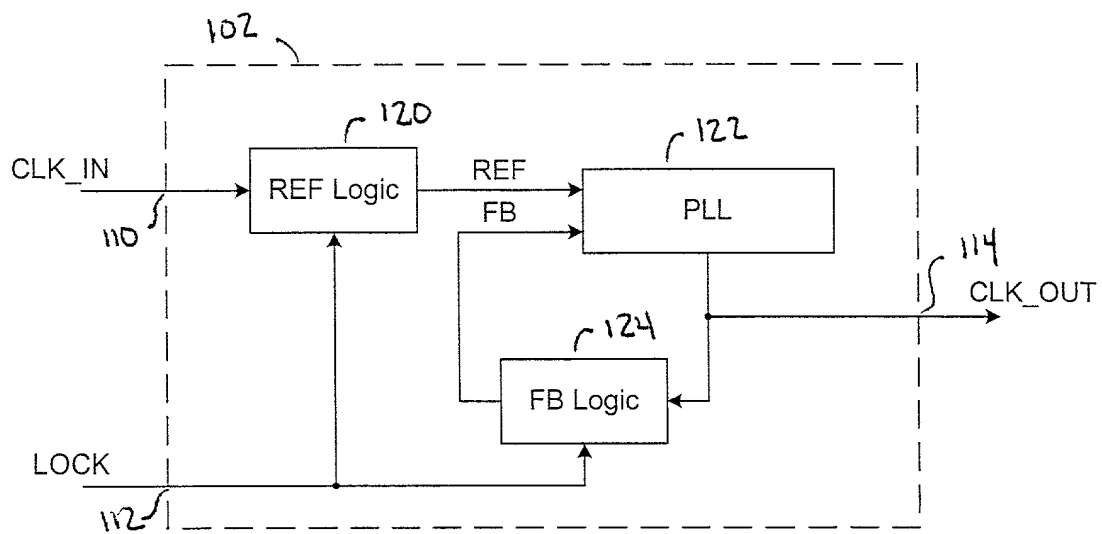 102
120
122
CLK_IN
REF Logic
REF
FB
PLL
110
114
CLK_OUT
124
FB Logic
LOCK
112